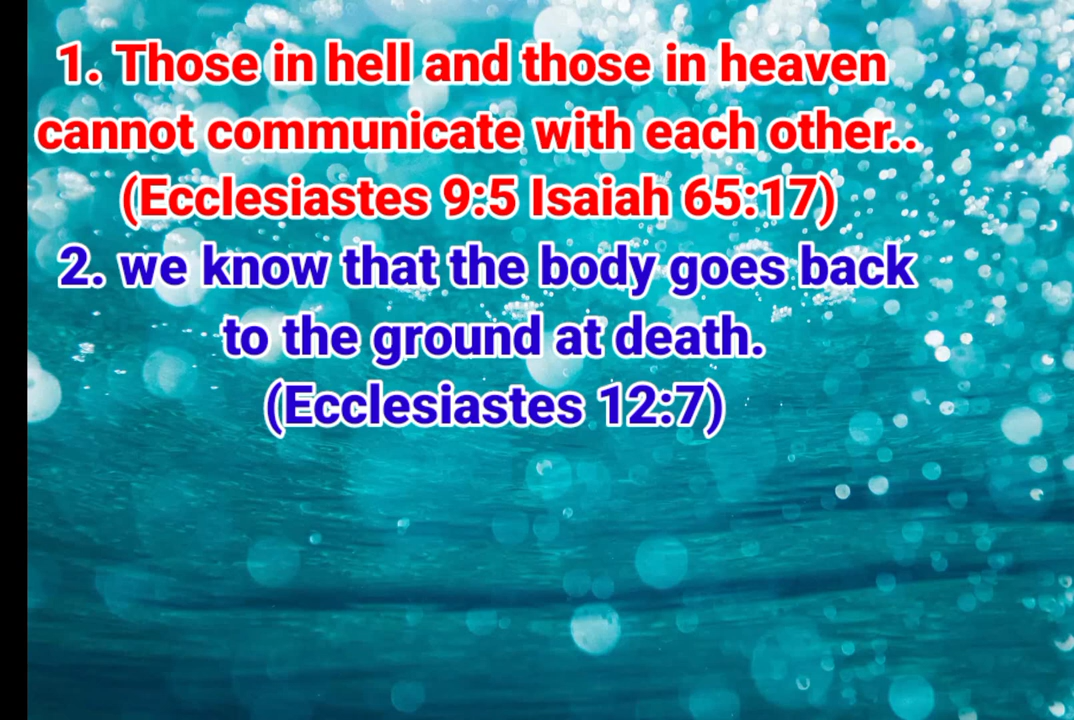 1. Those in hell and those in heaven
cannot communicate with each other..
(Ecclesiastes 9:5 Isaiah 65:17)
2. we know that the body goes back
to the ground at death.
(Ecclesiastes 12:7)